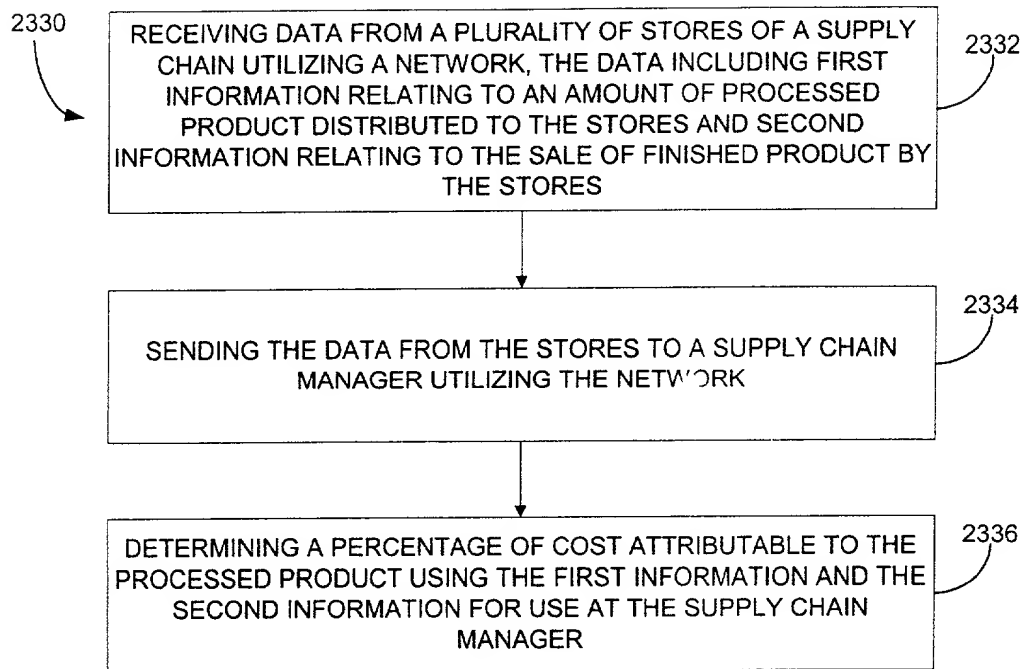 2330
RECEIVING DATA FROM A PLURALITY OF STORES OF A SUPPLY
CHAIN UTILIZING A NETWORK, THE DATA INCLUDING FIRST
INFORMATION RELATING TO AN AMOUNT OF PROCESSED
PRODUCT DISTRIBUTED TO THE STORES AND SECOND
INFORMATION RELATING TO THE SALE OF FINISHED PRODUCT BY
THE STORES
2332
SENDING THE DATA FROM THE STORES TO A SUPPLY CHAIN
MANAGER UTILIZING THE NETWORK
2334
DETERMINING A PERCENTAGE OF COST ATTRIBUTABLE TO THE
PROCESSED PRODUCT USING THE FIRST INFORMATION AND THE
SECOND INFORMATION FOR USE AT THE SUPPLY CHAIN
MANAGER
2336